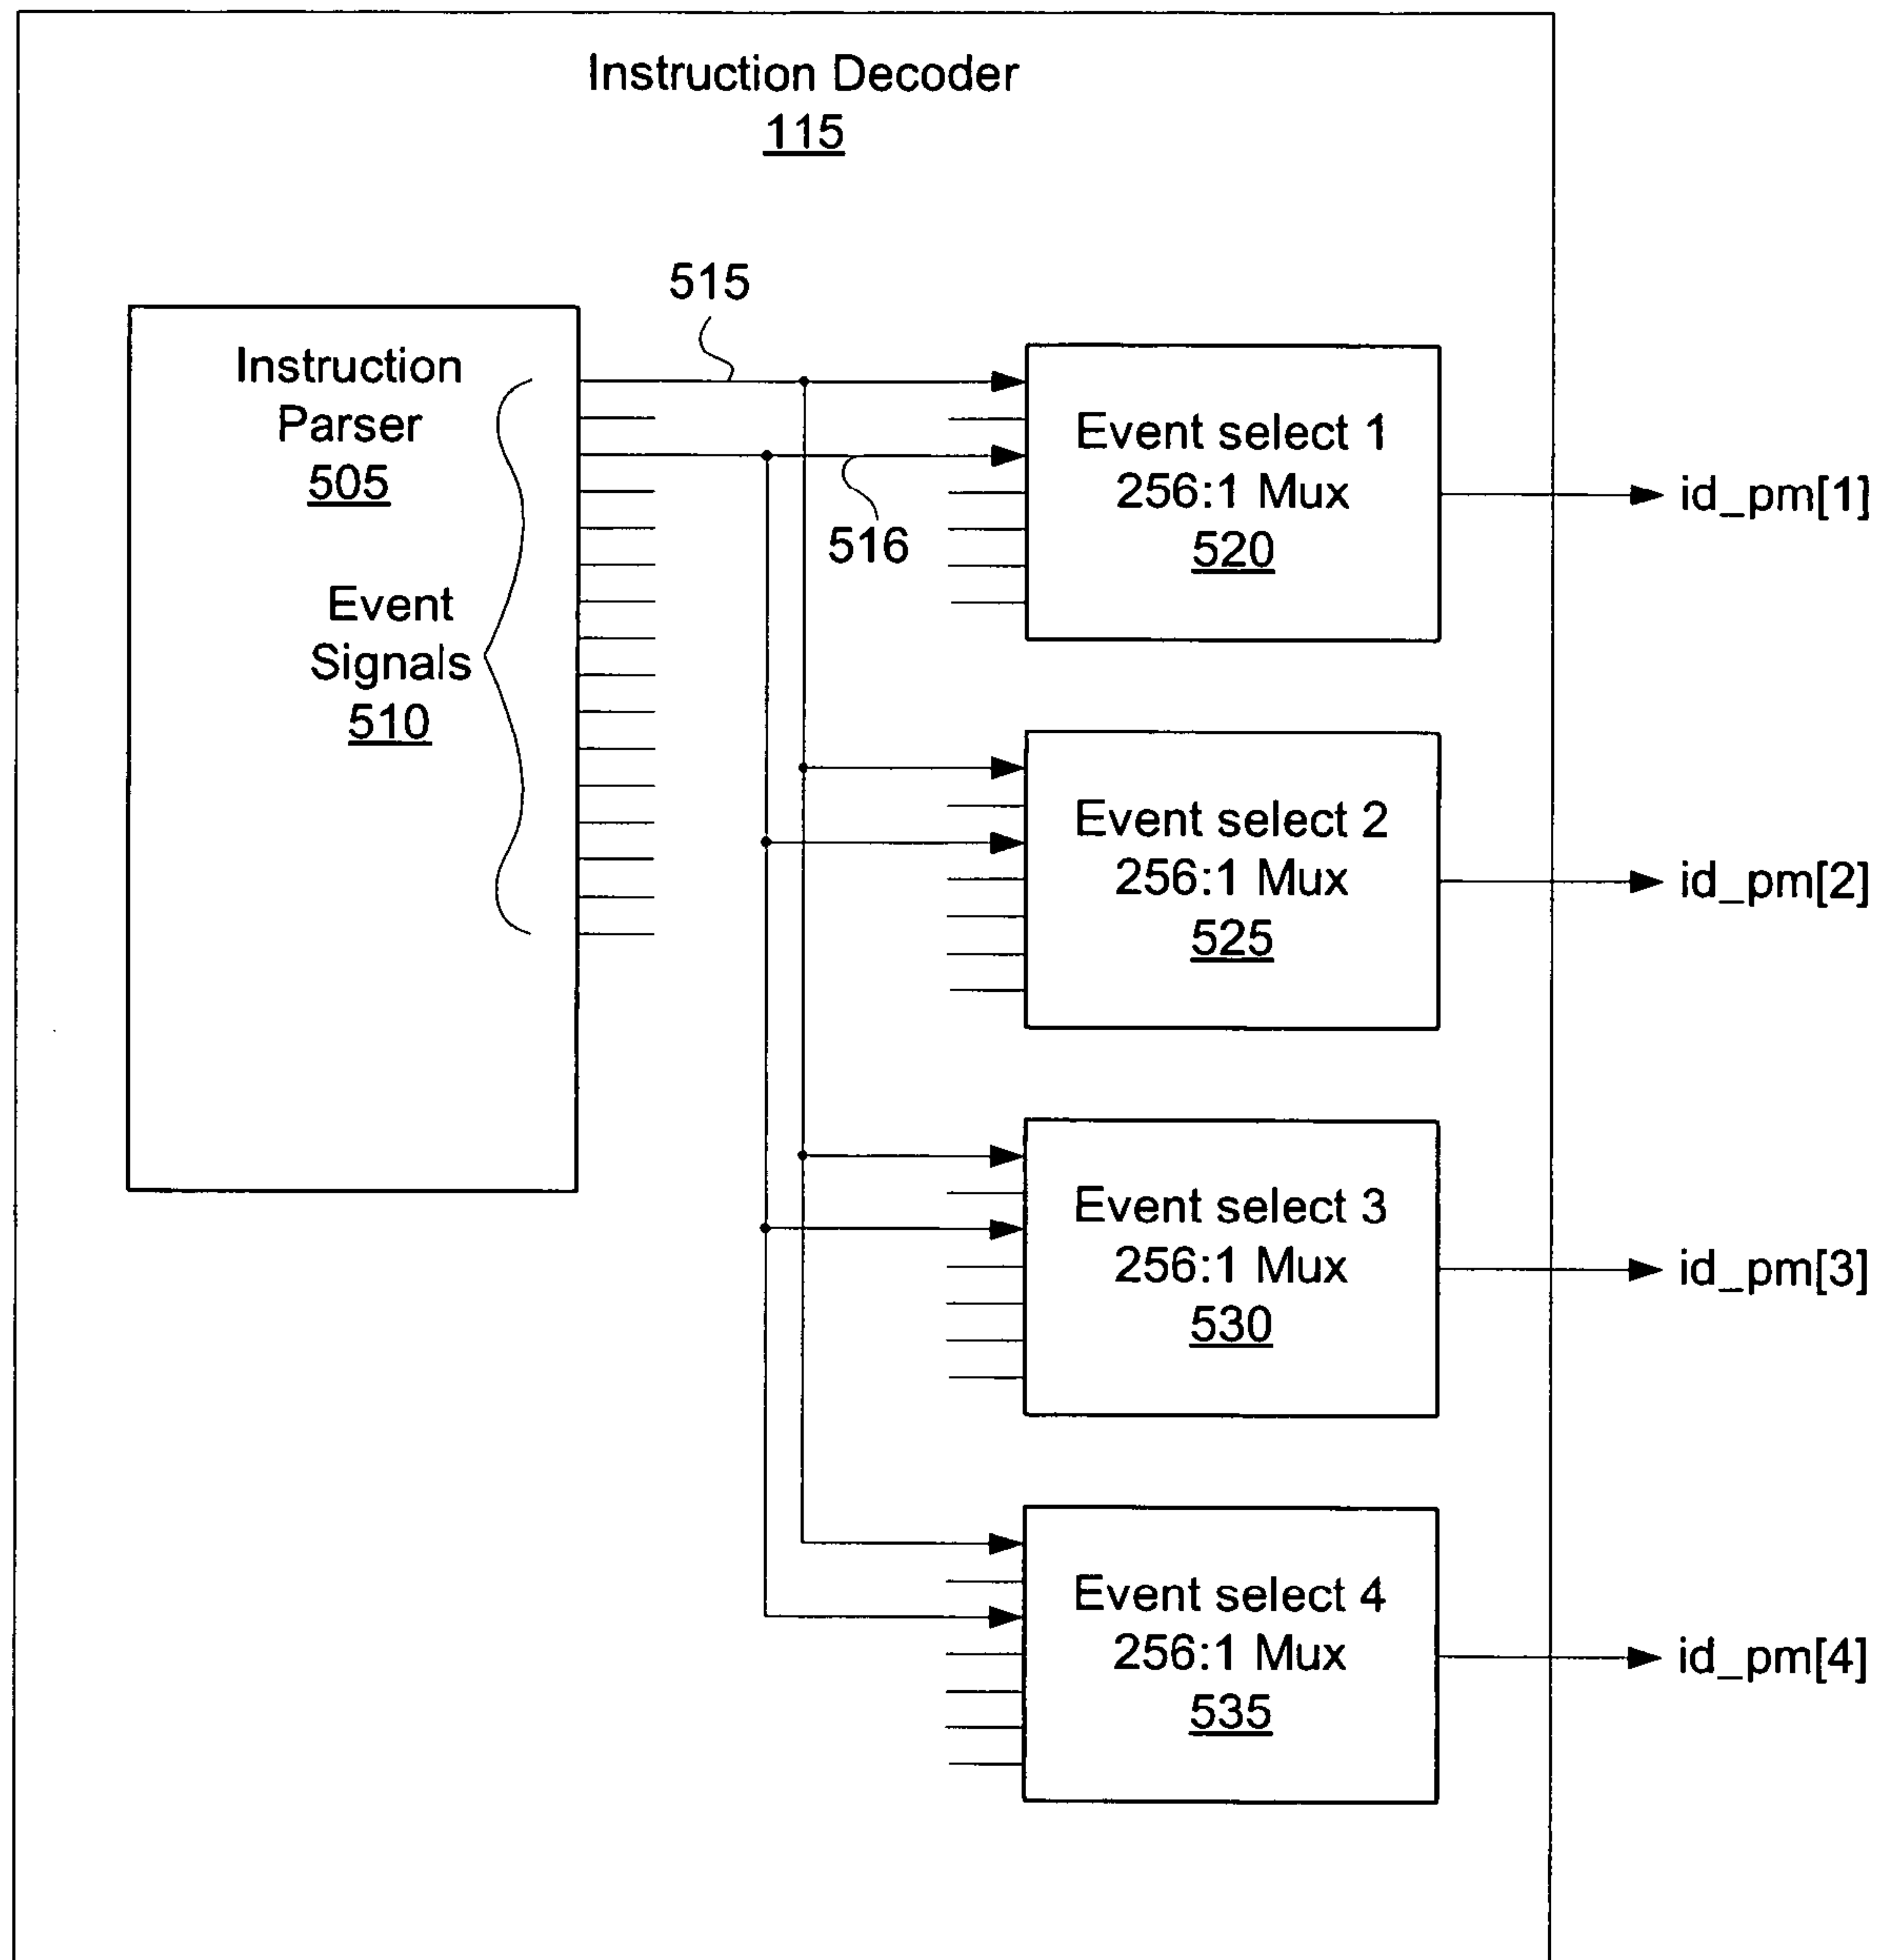 Instruction Decoder
115
515
Instruction
Parser
505
Event
Signals
510
516
Event select 1
256:1 Mux
520
id_pm[1]
Event select 2
256:1 Mux
525
id_pm[2]
Event select 3
256:1 Mux
530
id_pm[3]
Event select 4
256:1 Mux
535
id_pm[4]